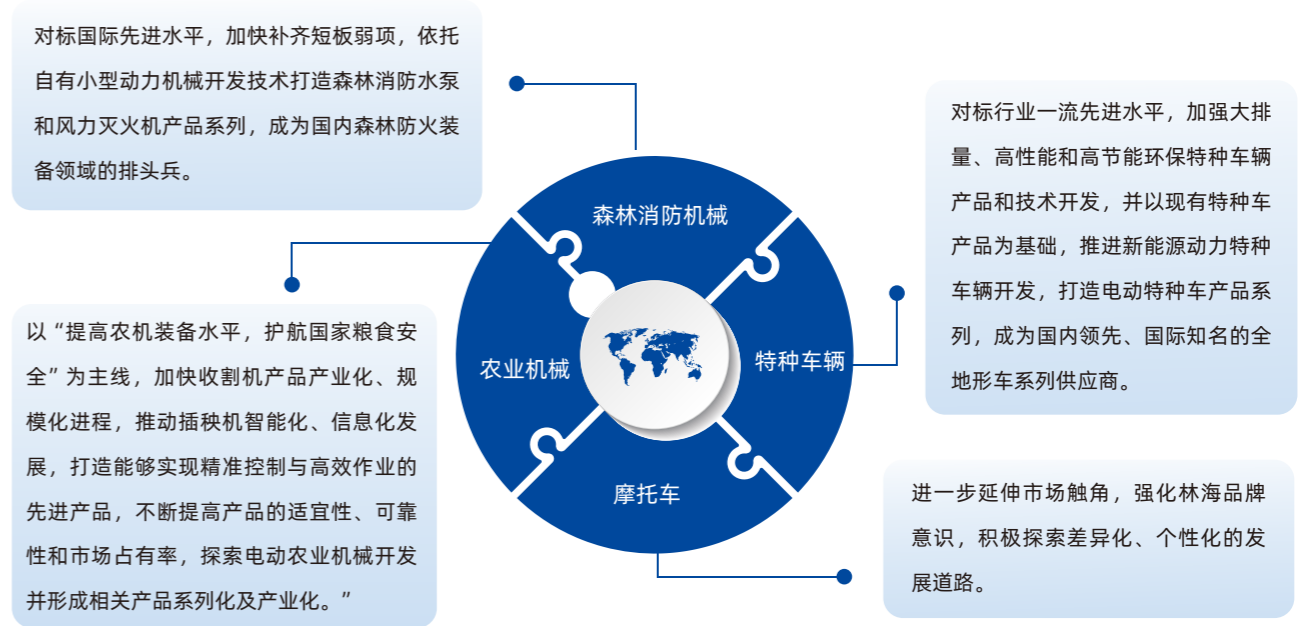 对标国际先进水平，加快补齐短板弱项，依托
自有小型动力机械开发技术打造森林消防水泵
和风力灭火机产品系列，成为国内森林防火装
备领域的排头兵。
对标行业一流先进水平，加强大排
量、高性能和高节能环保特种车辆
产品和技术开发，并以现有特种车
产品为基础，推进新能源动力特种
车辆开发，打造电动特种车产品系
列，成为国内领先、国际知名的全
地形车系列供应商。
森林消防机械
农业机械
特种车辆
摩托车
以“提高农机装备水平，护航国家粮食安
全”为主线，加快收割机产品产业化、规
模化进程，推动插秧机智能化、信息化发
展，打造能够实现精准控制与高效作业的
先进产品，不断提高产品的适宜性、可靠
性和市场占有率，探索电动农业机械开发
并形成相关产品系列化及产业化。”
进一步延伸市场触角，强化林海品牌
意识，积极探索差异化、个性化的发
展道路。